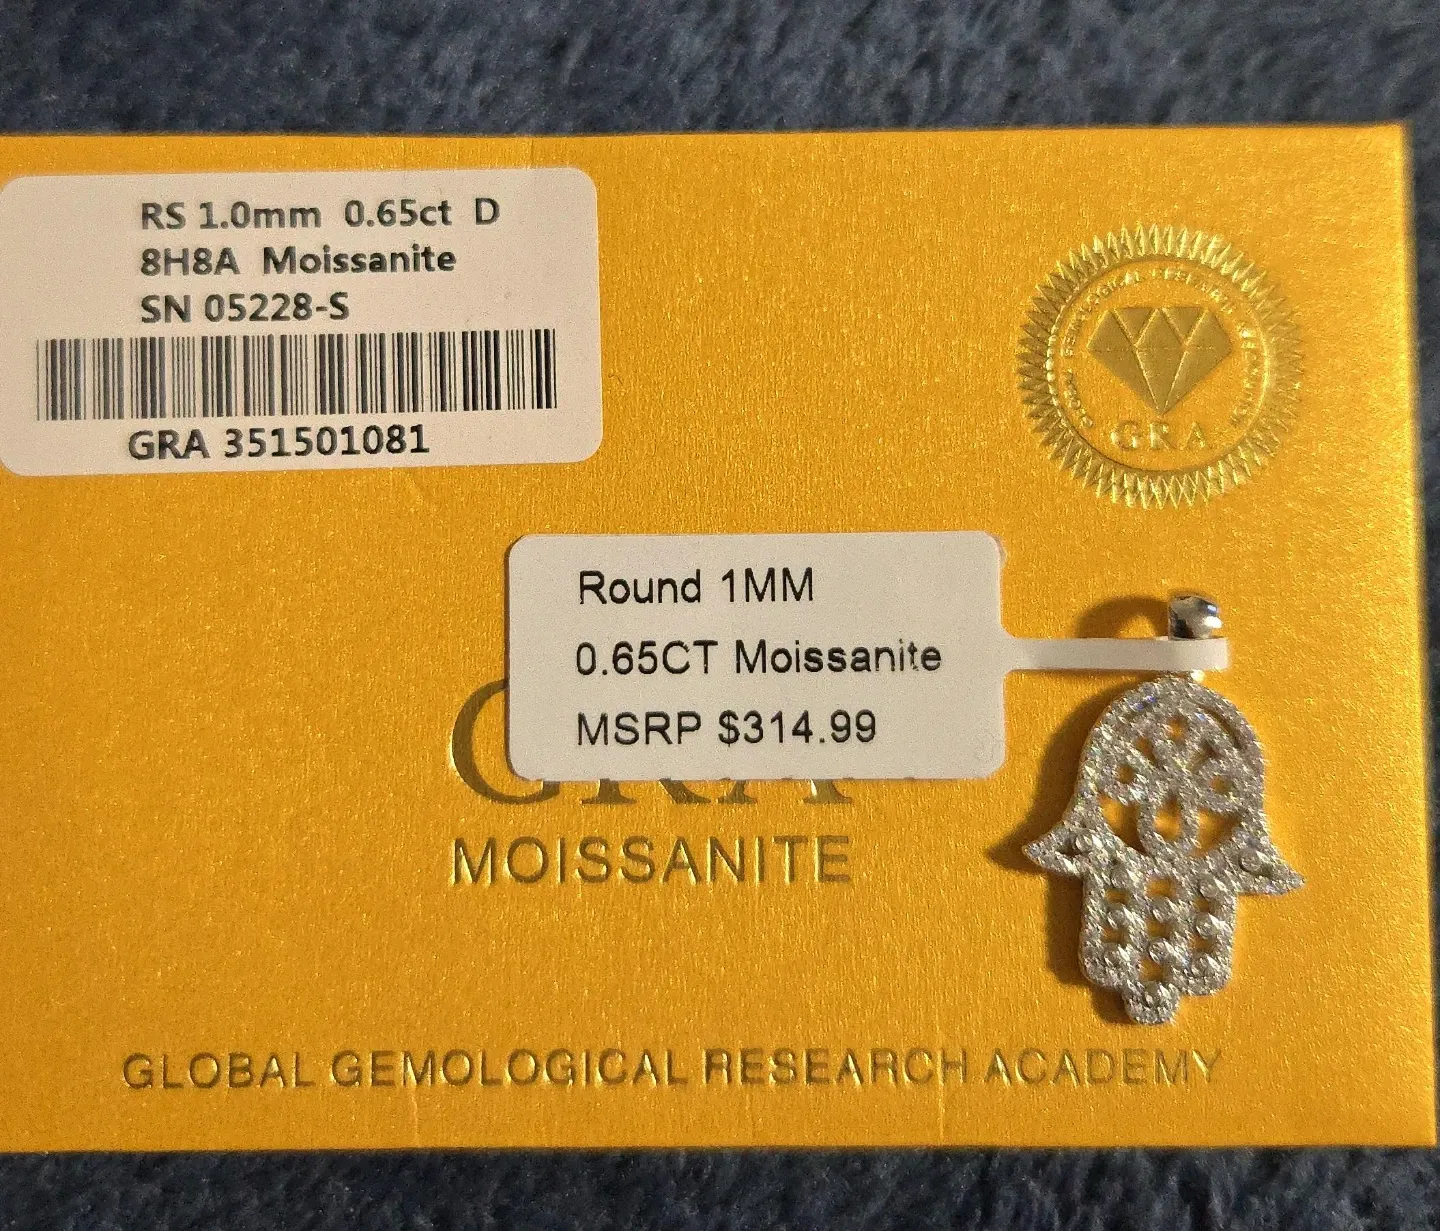 RS 1.0mm 0.65ct D
8H8A Moissanite
SN 05228-S
GRA 351501081
GRA
Round 1MM
0.65CT Moissanite
MSRP $314.99
GRA
MOISSANITE
GLOBAL GEMOLOGICAL RESEARCH ACADEMY